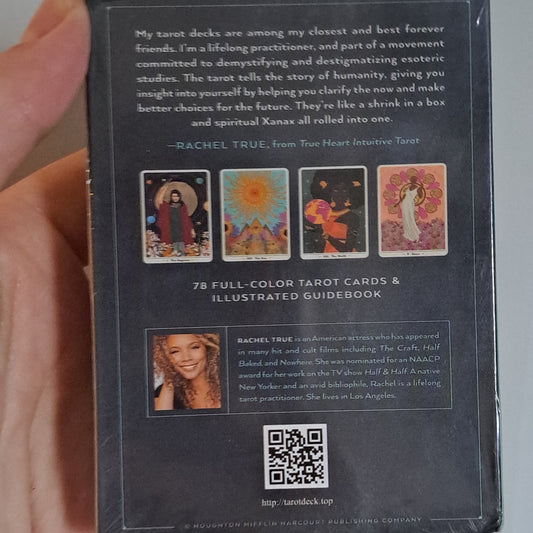 My tarot decks are among my closest and best forever
friends. I'm a lifelong practitioner, and part of a movement
committed to demystifying and destigmatizing esoteric
studies. The tarot tells the story of humanity, giving you
insight into yourself by helping you clarify the now and make
better choices for the future. They're like a shrink in a box
and spiritual Xanax all rolled into one.
—RACHEL TRUE, from True Heart Intuitive Tarot
78 FULL-COLOR TAROT CARDS &
ILLUSTRATED GUIDEBOOK
RACHEL TRUE is an American actress who has appeared
in many hit and cult films including The Craft, Half
Baked, and Nowhere. She was nominated for an NAACP
award for her work on the TV show Half & Half. A native
New Yorker and an avid bibliophile, Rachel is a lifelong
tarot practitioner. She lives in Los Angeles.
http://tarotdeck.top
© HOUGHTON MIFFLIN HARCOURT PUBLISHING COMPANY